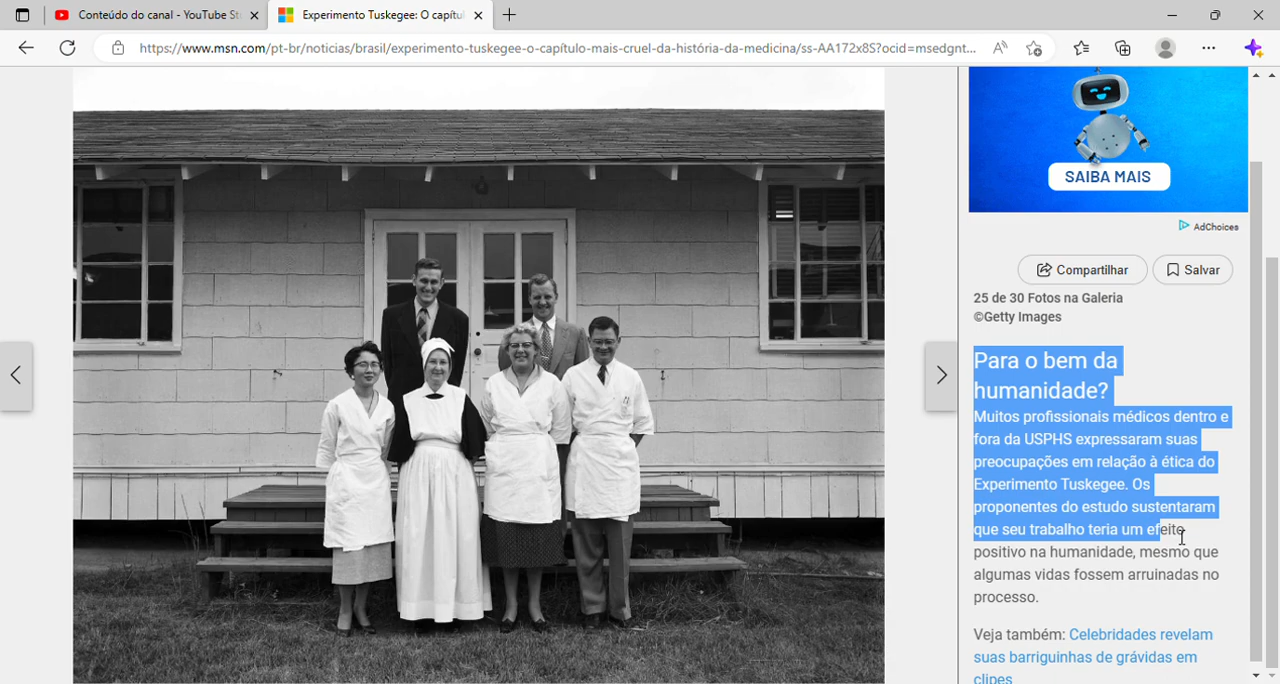 Conteúdo do canal - YouTube St
Experimento Tuskegee: O capítu
https://www.msn.com/pt-br/noticias/brasil/experimento-tuskegee-o-capítulo-mais-cruel-da-história-da-medicina/ss-AA172x8S?ocid=msedgnt...
SAIBA MAIS
AdChoices
Compartilhar
Salvar
25 de 30 Fotos na Galeria
©Getty Images
Para o bem da
humanidade?
Muitos profissionais médicos dentro e
fora da USPHS expressaram suas
preocupações em relação à ética do
Experimento Tuskegee. Os
proponentes do estudo sustentaram
que seu trabalho teria um efeito
positivo na humanidade, mesmo que
algumas vidas fossem arruinadas no
processo.
Veja também: Celebridades revelam
suas barriguinhas de grávidas em
clipes